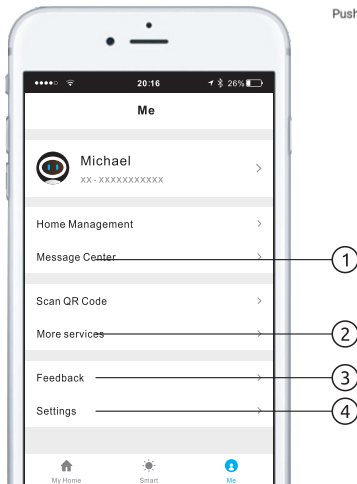 Push
20:16
26%
Me
Michael
xx-xxxxxxxxxxx
Home Management
Message Center
1
Scan QR Code
More services
2
Feedback
3
Settings
4
My Home
Smart
Me